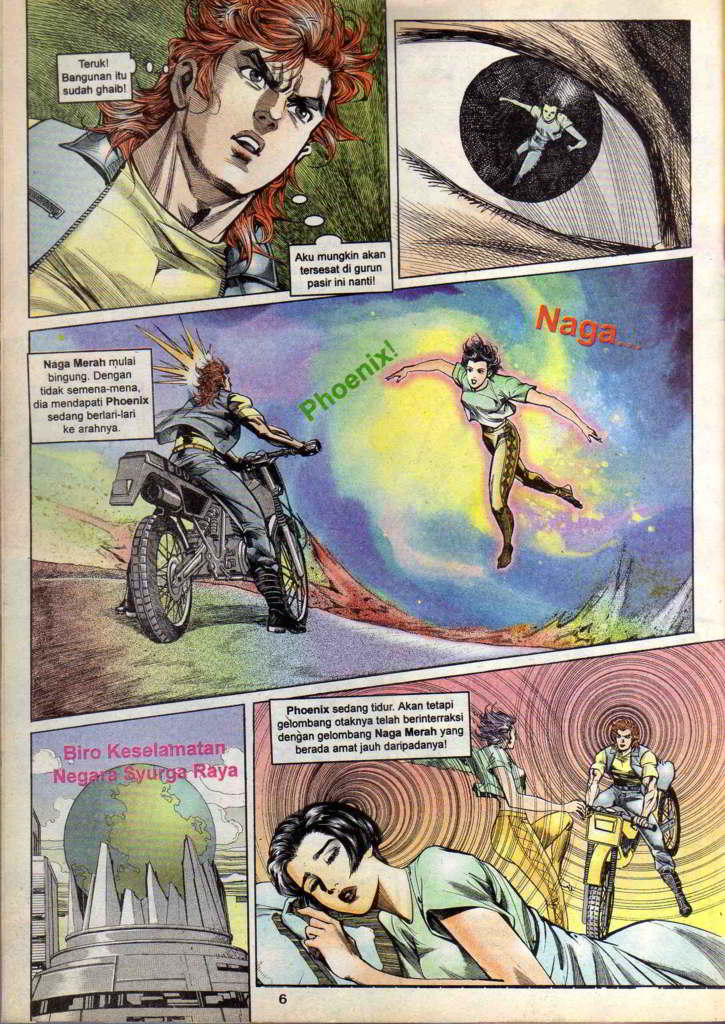 Teruk!
Bangunan itu
sudah ghaib!
Aku mungkin akan
tersesat di gurun
pasir ini nanti!
Naga Merah mulai
bingung. Dengan
tidak semena-mena,
dia mendapati Phoenix
sedang berlari-lari
ke arahnya.
Phoenix!
Naga...
Biro Keselamatan
Negara Syurga Raya
Phoenix sedang tidur. Akan tetapi
gelombang otaknya telah berinterraksi
dengan gelombang Naga Merah yang
berada amat jauh daripadanya!
6